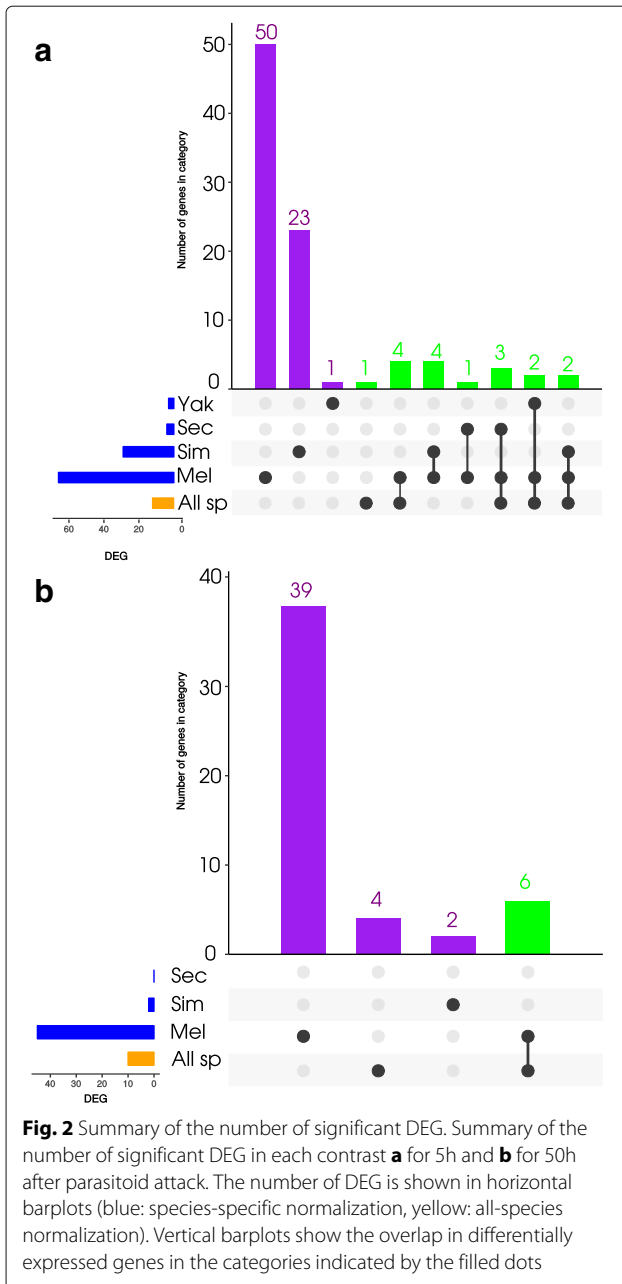 a
50
50
40
30
23
20
10
4
4
3
2
2
1
1
1
0
Number of genes in category
Yak
Sec
Sim
Mel
All sp
60
40
20
0
DEG
b
40
39
30
20
10
6
4
2
0
Number of genes in category
Sec
Sim
Mel
All sp
40
30
20
10
0
DEG
Fig. 2 Summary of the number of significant DEG. Summary of the
number of significant DEG in each contrast a for 5h and b for 50h
after parasitoid attack. The number of DEG is shown in horizontal
barplots (blue: species-specific normalization, yellow: all-species
normalization). Vertical barplots show the overlap in differentially
expressed genes in the categories indicated by the filled dots